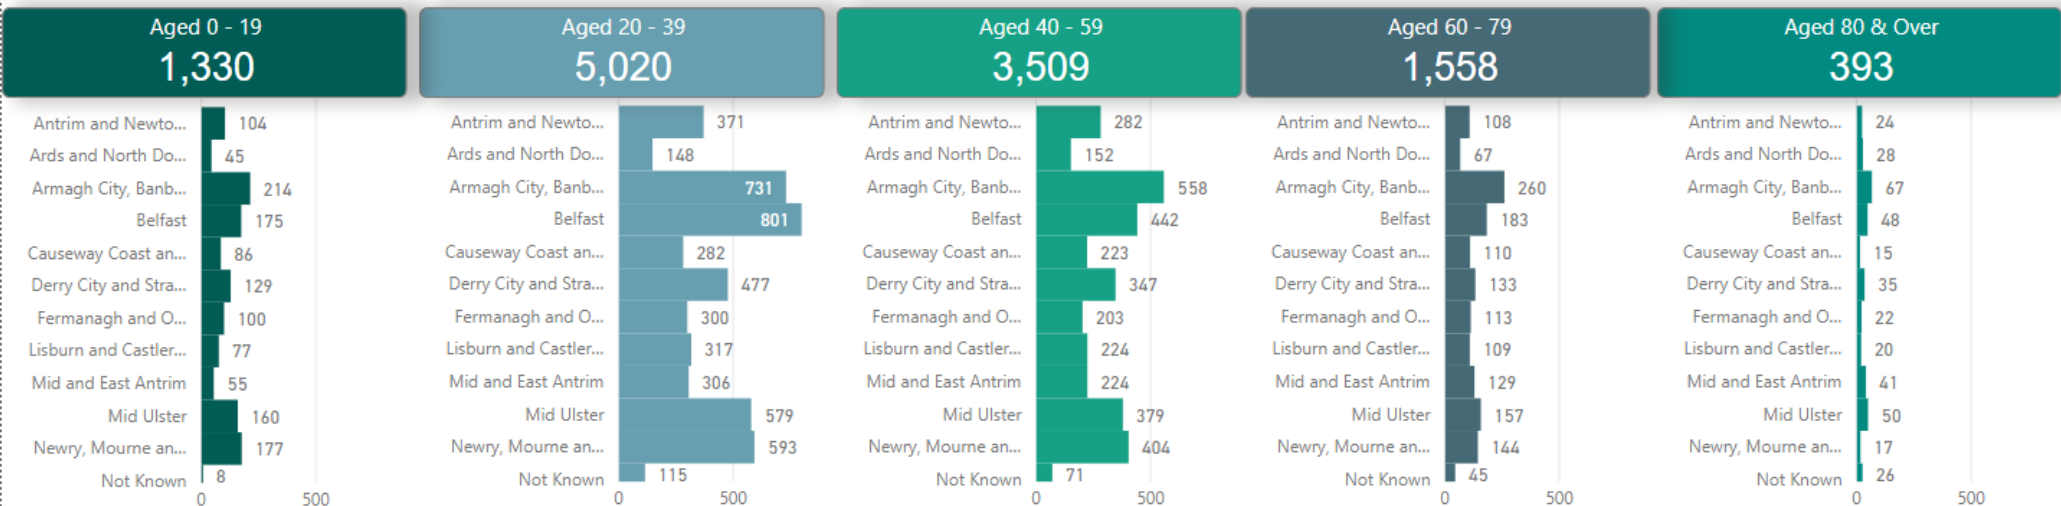 Aged 0 - 19
1,330
Antrim and Newto... 104
Ards and North Do... 45
Armagh City, Banb... 214
Belfast 175
Causeway Coast an... 86
Derry City and Stra... 129
Fermanagh and O... 100
Lisburn and Castler... 77
Mid and East Antrim 55
Mid Ulster 160
Newry, Mourne an... 177
Not Known 8
0 500
Aged 20 - 39
5,020
Antrim and Newto... 371
Ards and North Do... 148
Armagh City, Banb... 731
Belfast 801
Causeway Coast an... 282
Derry City and Stra... 477
Fermanagh and O... 300
Lisburn and Castler... 317
Mid and East Antrim 306
Mid Ulster 579
Newry, Mourne an... 593
Not Known 115
0 500
Aged 40 - 59
3,509
Antrim and Newto... 282
Ards and North Do... 152
Armagh City, Banb... 558
Belfast 442
Causeway Coast an... 223
Derry City and Stra... 347
Fermanagh and O... 203
Lisburn and Castler... 224
Mid and East Antrim 224
Mid Ulster 379
Newry, Mourne an... 404
Not Known 71
0 500
Aged 60 - 79
1,558
Antrim and Newto... 108
Ards and North Do... 67
Armagh City, Banb... 260
Belfast 183
Causeway Coast an... 110
Derry City and Stra... 133
Fermanagh and O... 113
Lisburn and Castler... 109
Mid and East Antrim 129
Mid Ulster 157
Newry, Mourne an... 144
Not Known 45
0 500
Aged 80 & Over
393
Antrim and Newto... 24
Ards and North Do... 28
Armagh City, Banb... 67
Belfast 48
Causeway Coast an... 15
Derry City and Stra... 35
Fermanagh and O... 22
Lisburn and Castler... 20
Mid and East Antrim 41
Mid Ulster 50
Newry, Mourne an... 17
Not Known 26
0 500